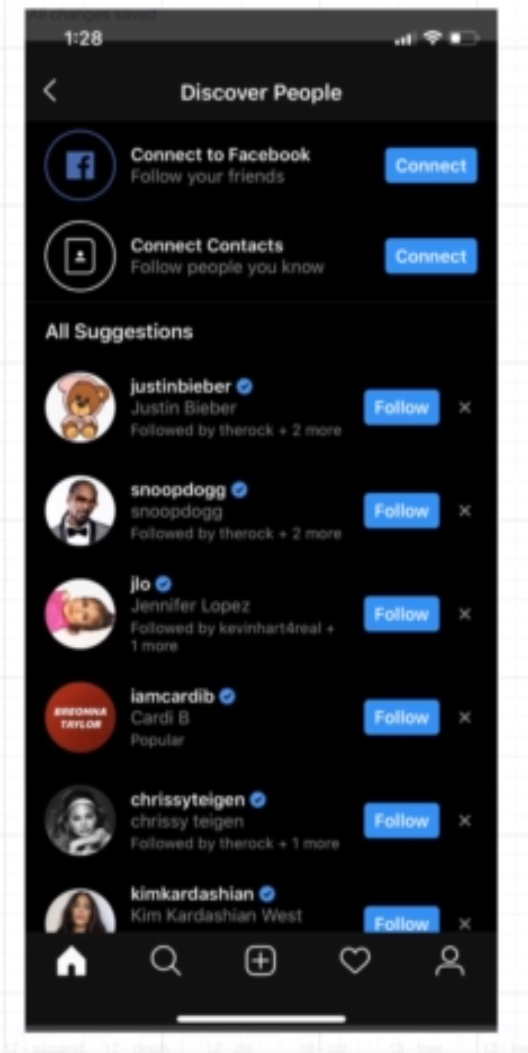 All changes saved
1:28
Discover People
Connect to Facebook
Follow your friends
Connect
Connect Contacts
Follow people you know
Connect
All Suggestions
justinbieber
Justin Bieber
Followed by therock + 2 more
Follow
snoopdogg
snoopdogg
Followed by therock + 2 more
Follow
jlo
Jennifer Lopez
Followed by kevinhart4real +
1 more
Follow
BREONNA
TAYLOR
iamcardib
Cardi B
Popular
Follow
chrissyteigen
chrissy teigen
Followed by therock + 1 more
Follow
kimkardashian
Kim Kardashian West
Follow